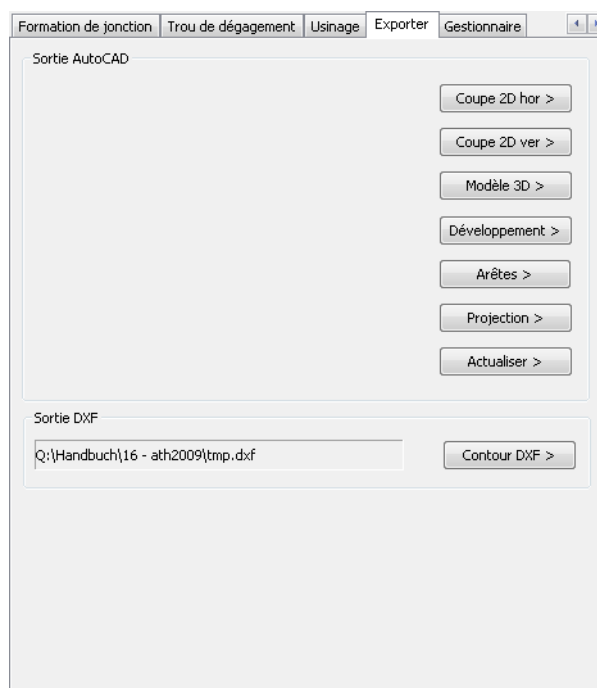 Formation de jonction Trou de dégagement Usinage Exporter Gestionnaire
Sortie AutoCAD
Coupe 2D hor >
Coupe 2D ver >
Modèle 3D >
Développement >
Arêtes >
Projection >
Actualiser >
Sortie DXF
Q:\Handbuch\16 - ath2009\tmp.dxf Contour DXF >